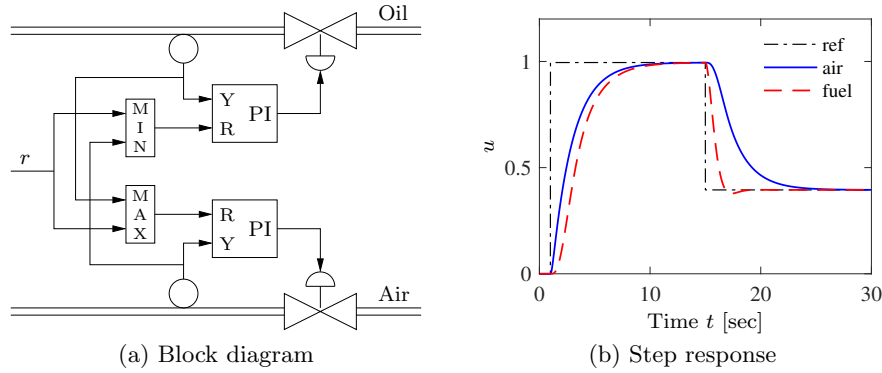 Oil
M
I
N
Y
R
PI
r
M
A
X
R
Y
PI
Air
(a) Block diagram
1
0.5
0
u
ref
air
fuel
0
10
20
30
Time t [sec]
(b) Step response